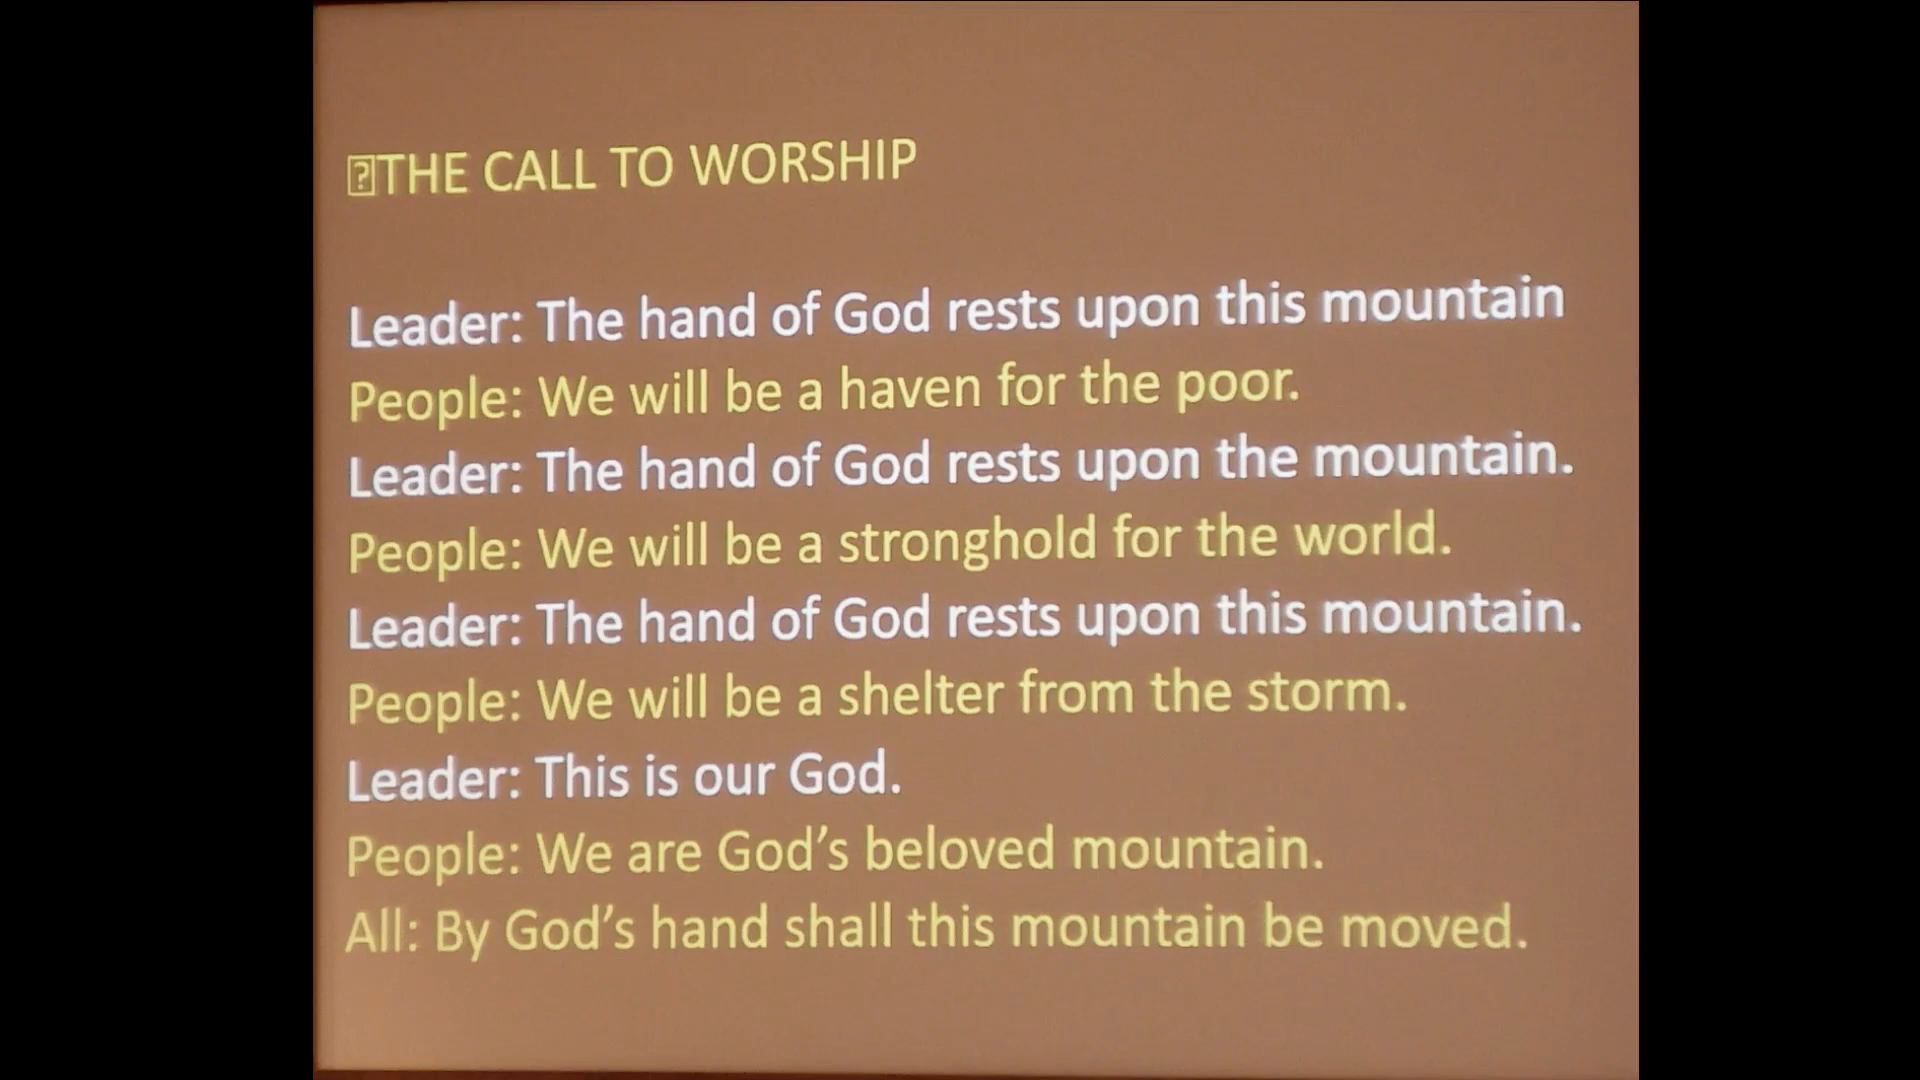 THE CALL TO WORSHIP
Leader: The hand of God rests upon this mountain
People: We will be a haven for the poor.
Leader: The hand of God rests upon the mountain.
People: We will be a stronghold for the world.
Leader: The hand of God rests upon this mountain.
People: We will be a shelter from the storm.
Leader: This is our God.
People: We are God’s beloved mountain.
All: By God’s hand shall this mountain be moved.